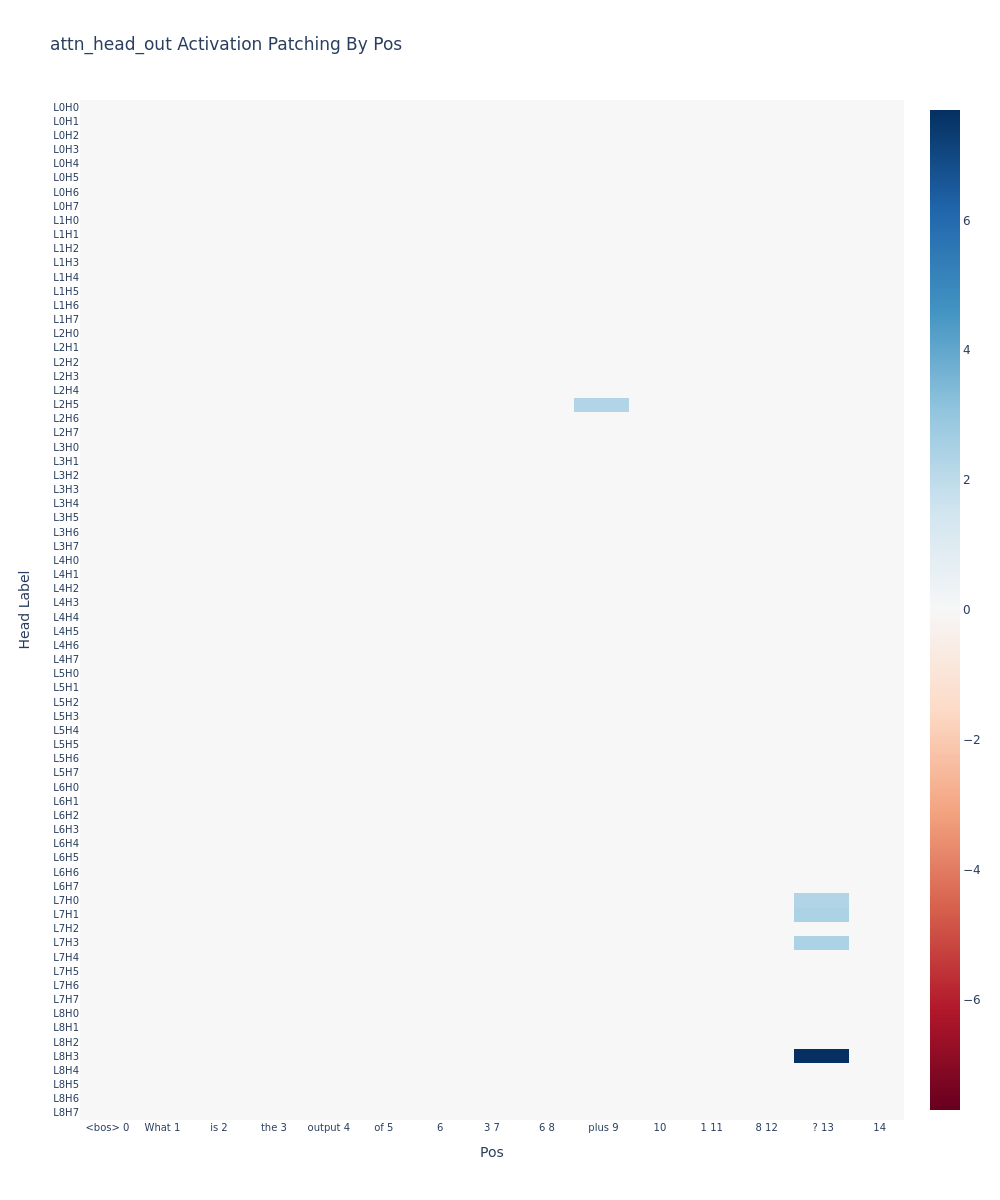 attn_head_out Activation Patching By Pos
L0H0
L0H1
L0H2
L0H3
L0H4
L0H5
L0H6
L0H7
L1H0
L1H1
L1H2
L1H3
L1H4
L1H5
L1H6
L1H7
L2H0
L2H1
L2H2
L2H3
L2H4
L2H5
L2H6
L2H7
L3H0
L3H1
L3H2
L3H3
L3H4
L3H5
L3H6
L3H7
L4H0
L4H1
L4H2
L4H3
L4H4
L4H5
L4H6
L4H7
L5H0
L5H1
L5H2
L5H3
L5H4
L5H5
L5H6
L5H7
L6H0
L6H1
L6H2
L6H3
L6H4
L6H5
L6H6
L6H7
L7H0
L7H1
L7H2
L7H3
L7H4
L7H5
L7H6
L7H7
L8H0
L8H1
L8H2
L8H3
L8H4
L8H5
L8H6
L8H7
Head Label
<bos> 0 What 1 is 2 the 3 output 4 of 5 6 3 7 6 8 plus 9 10 1 11 8 12 ? 13 14
Pos
6
4
2
0
−2
−4
−6